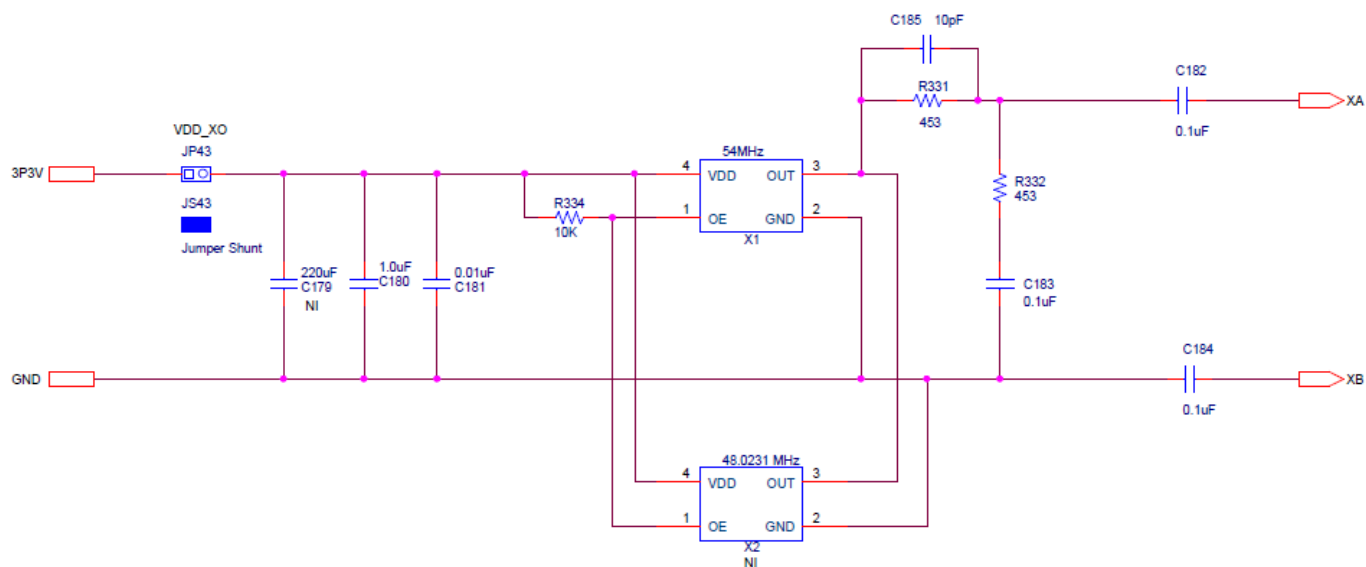 C185 10pF
R331
453
C182
0.1uF
XA
VDD_XO
JP43
3P3V
JS43
Jumper Shunt
54MHz
4 VDD OUT 3
1 OE GND 2
X1
R334
10K
R332
453
220uF
C179
NI
1.0uF
C180
0.01uF
C181
C183
0.1uF
GND
C184
0.1uF
XB
48.0231 MHz
4 VDD OUT 3
1 OE GND 2
X2
NI